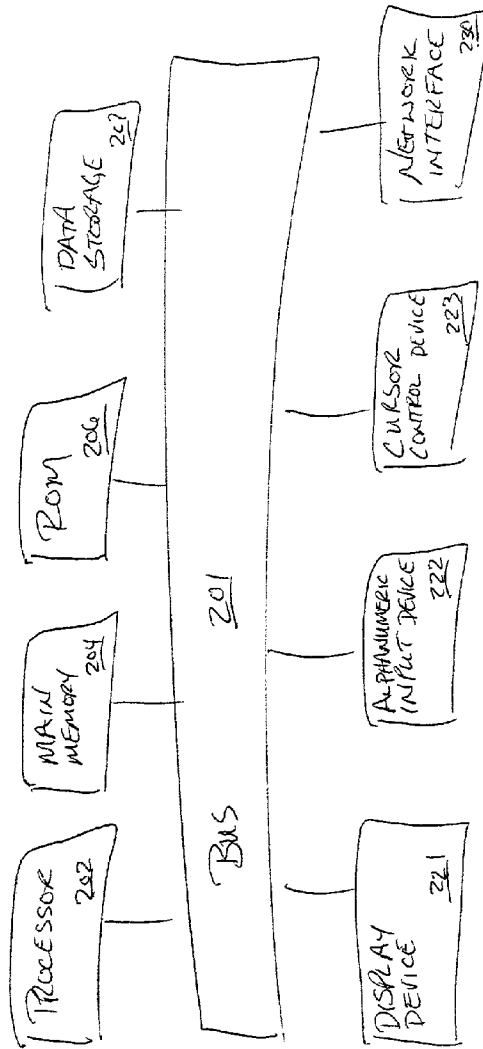 PROCESSOR
202
MAIN
MEMORY
204
ROM
206
DATA
STORAGE
207
BUS
201
DISPLAY
DEVICE
221
ALPHANUMERIC
INPUT DEVICE
222
CURSOR
CONTROL DEVICE
223
NETWORK
INTERFACE
230